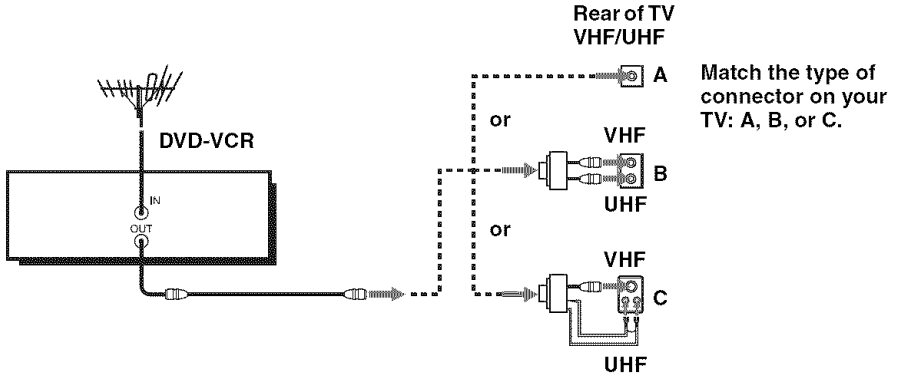 Rear of TV
VHF/UHF
A
Match the type of
connector on your
TV: A, B, or C.
or
VHF
DVD-VCR
B
IN
UHF
OUT
or
VHF
C
UHF